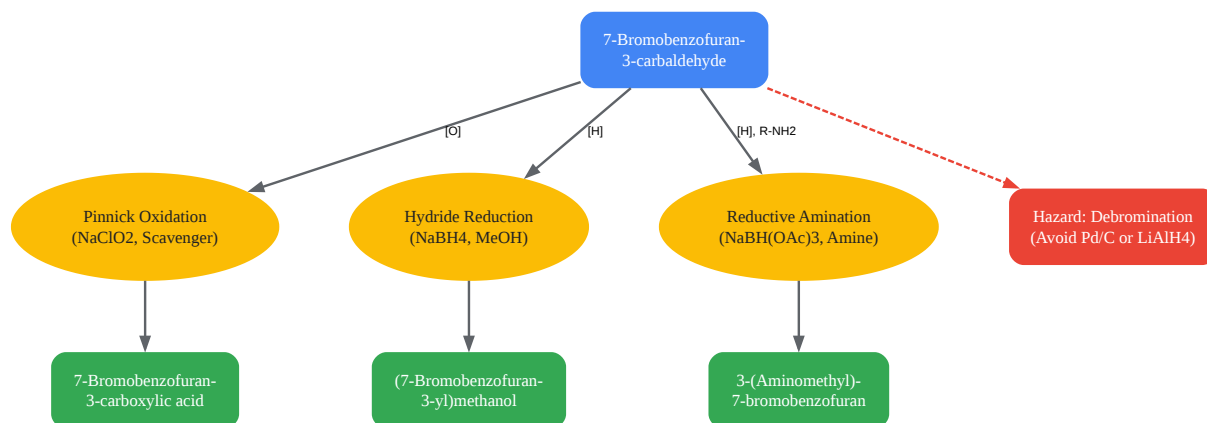 7-Bromobenzofuran-
3-carbaldehyde
[O]
[H]
[H], R-NH2
Pinnick Oxidation
(NaClO2, Scavenger)
Hydride Reduction
(NaBH4, MeOH)
Reductive Amination
(NaBH(OAc)3, Amine)
Hazard: Debromination
(Avoid Pd/C or LiAlH4)
7-Bromobenzofuran-
3-carboxylic acid
(7-Bromobenzofuran-
3-yl)methanol
3-(Aminomethyl)-
7-bromobenzofuran